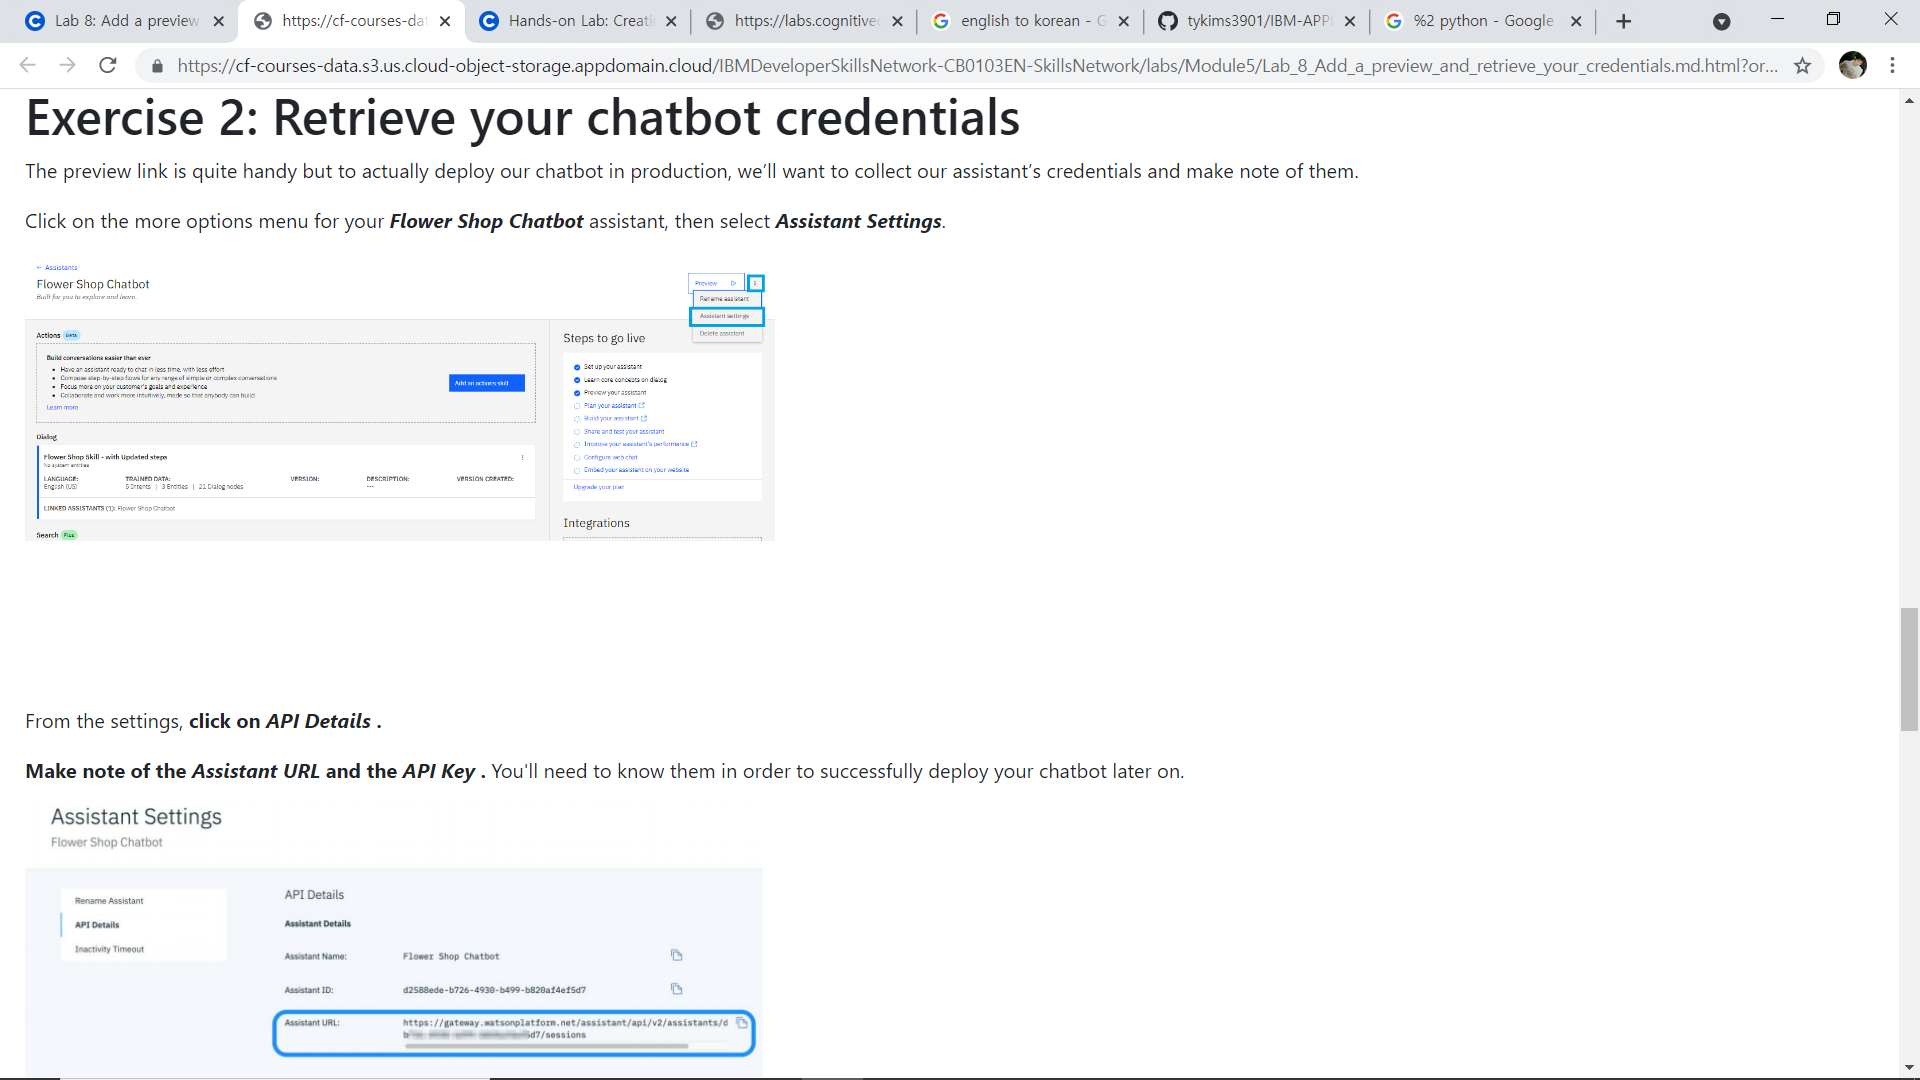 Lab 8: Add a preview
https://cf-courses-dat
Hands-on Lab: Creati
https://labs.cognitivec
english to korean - G
tykims3901/IBM-APPI
%2 python - Google
https://cf-courses-data.s3.us.cloud-object-storage.appdomain.cloud/IBMDeveloperSkillsNetwork-CB0103EN-SkillsNetwork/labs/Module5/Lab_8_Add_a_preview_and_retrieve_your_credentials.md.html?or...
Exercise 2: Retrieve your chatbot credentials
The preview link is quite handy but to actually deploy our chatbot in production, we’ll want to collect our assistant’s credentials and make note of them.
Click on the more options menu for your Flower Shop Chatbot assistant, then select Assistant Settings.
← Assistants
Flower Shop Chatbot
Built for you to explore and learn.
Preview
Rename assistant
Assistant settings
Delete assistant
Actions Beta
Build conversations easier than ever
• Have an assistant ready to chat in less time, with less effort
• Compose step-by-step flows for any range of simple or complex conversations
• Focus more on your customer's goals and experience
• Collaborate and work more intuitively, made so that anybody can build
Learn more
Add an actions skill
Dialog
Flower Shop Skill - with Updated steps
No system entities
LANGUAGE: TRAINED DATA: VERSION: DESCRIPTION: VERSION CREATED:
English (US) 5 Intents | 3 Entities | 21 Dialog nodes ---
LINKED ASSISTANTS (1): Flower Shop Chatbot
Search Plus
Steps to go live
Set up your assistant
Learn core concepts on dialog
Preview your assistant
Plan your assistant
Build your assistant
Share and test your assistant
Improve your assistant's performance
Configure web chat
Embed your assistant on your website
Upgrade your plan
Integrations
From the settings, click on API Details .
Make note of the Assistant URL and the API Key . You'll need to know them in order to successfully deploy your chatbot later on.
Assistant Settings
Flower Shop Chatbot
Rename Assistant
API Details
Inactivity Timeout
API Details
Assistant Details
Assistant Name: Flower Shop Chatbot
Assistant ID: d2588ede-b726-4930-b499-b820af4ef5d7
Assistant URL: https://gateway.watsonplatform.net/assistant/api/v2/assistants/d
d7/sessions